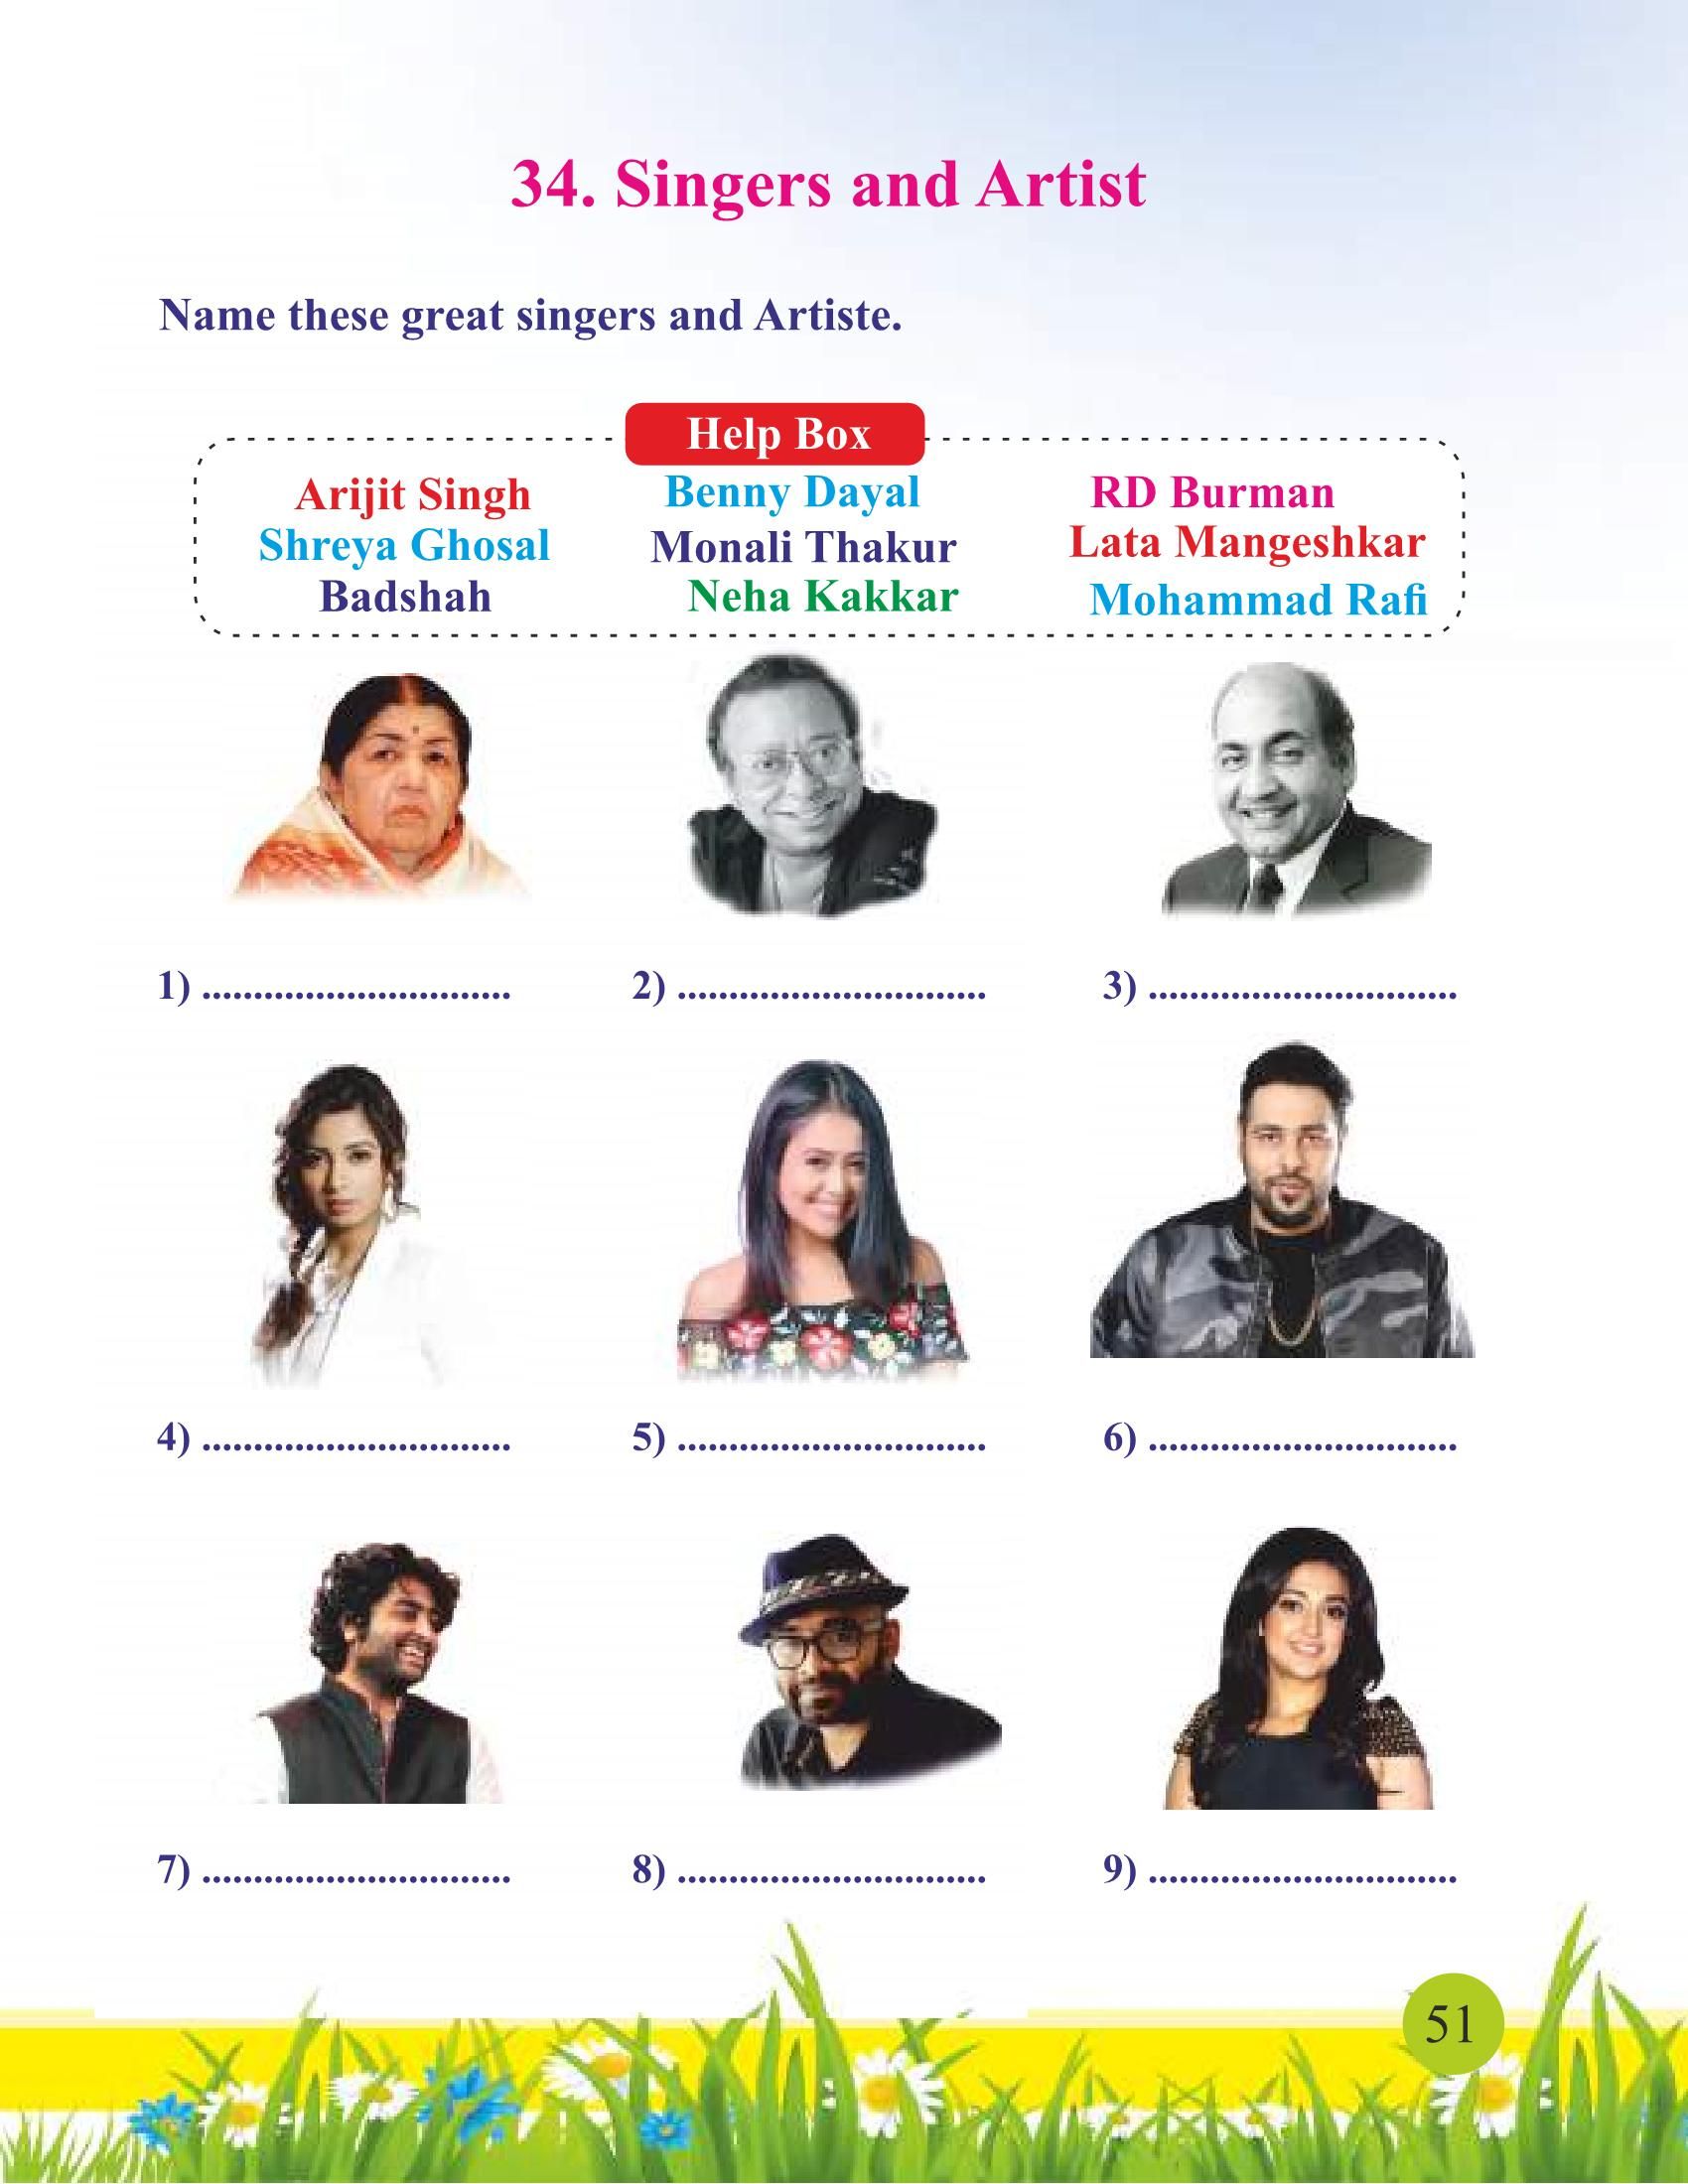 34. Singers and Artist
Name these great singers and Artiste.
Help Box
Arijit Singh Benny Dayal RD Burman
Shreya Ghosal Monali Thakur Lata Mangeshkar
Badshah Neha Kakkar Mohammad Rafi
1) .............................. 2) .............................. 3) ..............................
4) .............................. 5) .............................. 6) ..............................
7) .............................. 8) .............................. 9) ..............................
51